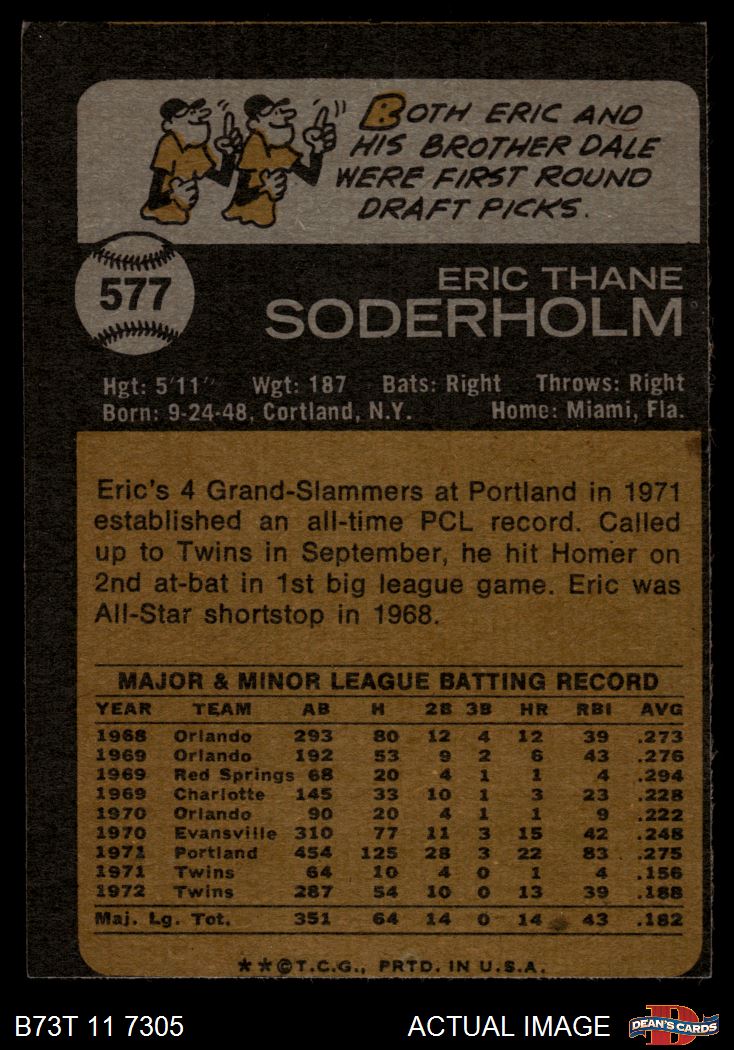 BOTH ERIC AND
HIS BROTHER DALE
WERE FIRST ROUND
DRAFT PICKS.
577
ERIC THANE
SODERHOLM
Hgt: 5'11" Wgt: 187 Bats: Right Throws: Right
Born: 9-24-48, Cortland, N.Y. Home: Miami, Fla.
Eric's 4 Grand-Slammers at Portland in 1971
established an all-time PCL record. Called
up to Twins in September, he hit Homer on
2nd at-bat in 1st big league game. Eric was
All-Star shortstop in 1968.
MAJOR & MINOR LEAGUE BATTING RECORD
YEAR TEAM AB H 2B 3B HR RBI AVG
1968 Orlando 293 80 12 4 12 39 .273
1969 Orlando 192 53 9 2 6 43 .276
1969 Red Springs 68 20 4 1 1 4 .294
1969 Charlotte 145 33 10 1 3 23 .228
1970 Orlando 90 20 4 1 1 9 .222
1970 Evansville 310 77 11 3 15 42 .248
1971 Portland 454 125 28 3 22 83 .275
1971 Twins 64 10 4 0 1 4 .156
1972 Twins 287 54 10 0 13 39 .188
Maj. Lg. Tot. 351 64 14 0 14 43 .182
**©T.C.G., PRTD. IN U.S.A.
B73T 11 7305 ACTUAL IMAGE
D
DEAN'S CARDS